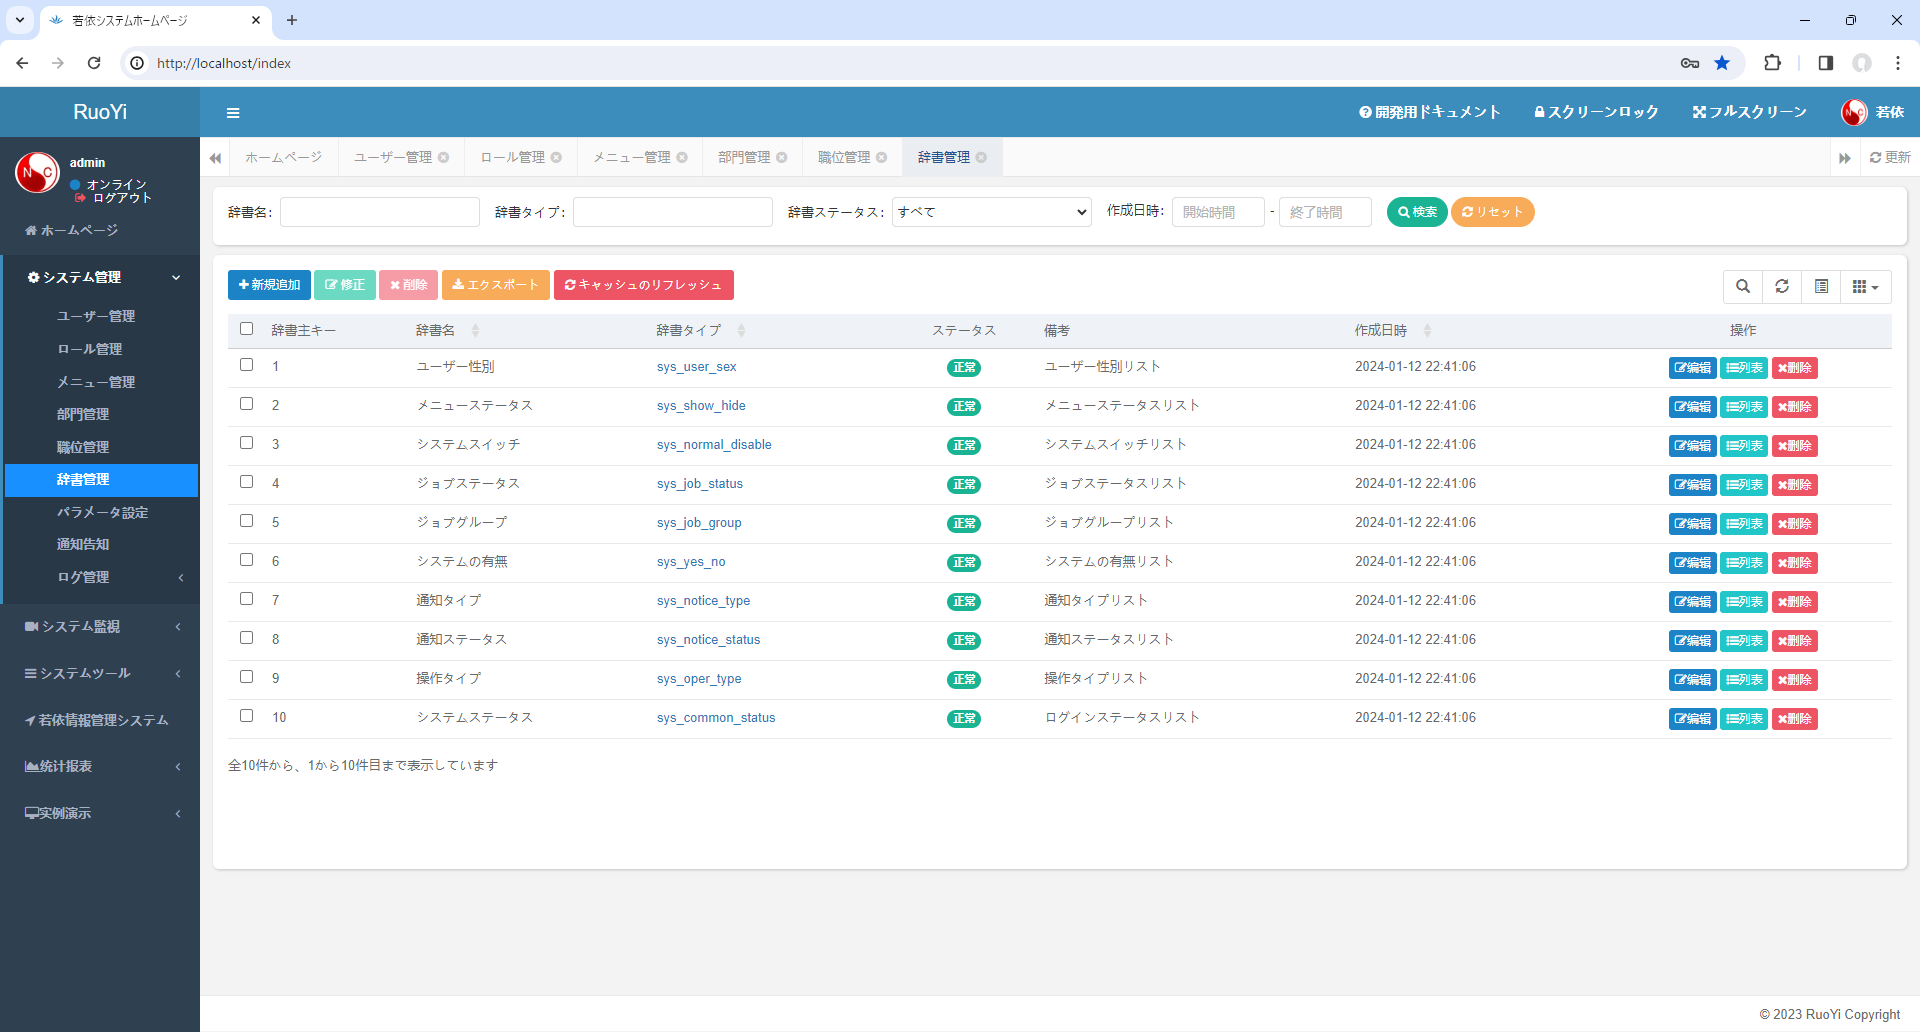 若依システムホームページ
http://localhost/index
RuoYi
開発用ドキュメント スクリーンロック フルスクリーン 若依
admin
オンライン
ログアウト
ホームページ
システム管理
ユーザー管理
ロール管理
メニュー管理
部門管理
職位管理
辞書管理
パラメータ設定
通知告知
ログ管理
システム監視
システムツール
若依情報管理システム
统计报表
实例演示
ホームページ ユーザー管理 ロール管理 メニュー管理 部門管理 職位管理 辞書管理 更新
辞書名: 辞書タイプ: 辞書ステータス: すべて 作成日時: 開始時間 - 終了時間 検索 リセット
新規追加 修正 削除 エクスポート キャッシュのリフレッシュ
辞書主キー 辞書名 辞書タイプ ステータス 備考 作成日時 操作
1 ユーザー性別 sys_user_sex 正常 ユーザー性別リスト 2024-01-12 22:41:06 编辑 列表 删除
2 メニューステータス sys_show_hide 正常 メニューステータスリスト 2024-01-12 22:41:06 编辑 列表 删除
3 システムスイッチ sys_normal_disable 正常 システムスイッチリスト 2024-01-12 22:41:06 编辑 列表 删除
4 ジョブステータス sys_job_status 正常 ジョブステータスリスト 2024-01-12 22:41:06 编辑 列表 删除
5 ジョブグループ sys_job_group 正常 ジョブグループリスト 2024-01-12 22:41:06 编辑 列表 删除
6 システムの有無 sys_yes_no 正常 システムの有無リスト 2024-01-12 22:41:06 编辑 列表 删除
7 通知タイプ sys_notice_type 正常 通知タイプリスト 2024-01-12 22:41:06 编辑 列表 删除
8 通知ステータス sys_notice_status 正常 通知ステータスリスト 2024-01-12 22:41:06 编辑 列表 删除
9 操作タイプ sys_oper_type 正常 操作タイプリスト 2024-01-12 22:41:06 编辑 列表 删除
10 システムステータス sys_common_status 正常 ログインステータスリスト 2024-01-12 22:41:06 编辑 列表 删除
全10件から、1から10件目まで表示しています
© 2023 RuoYi Copyright